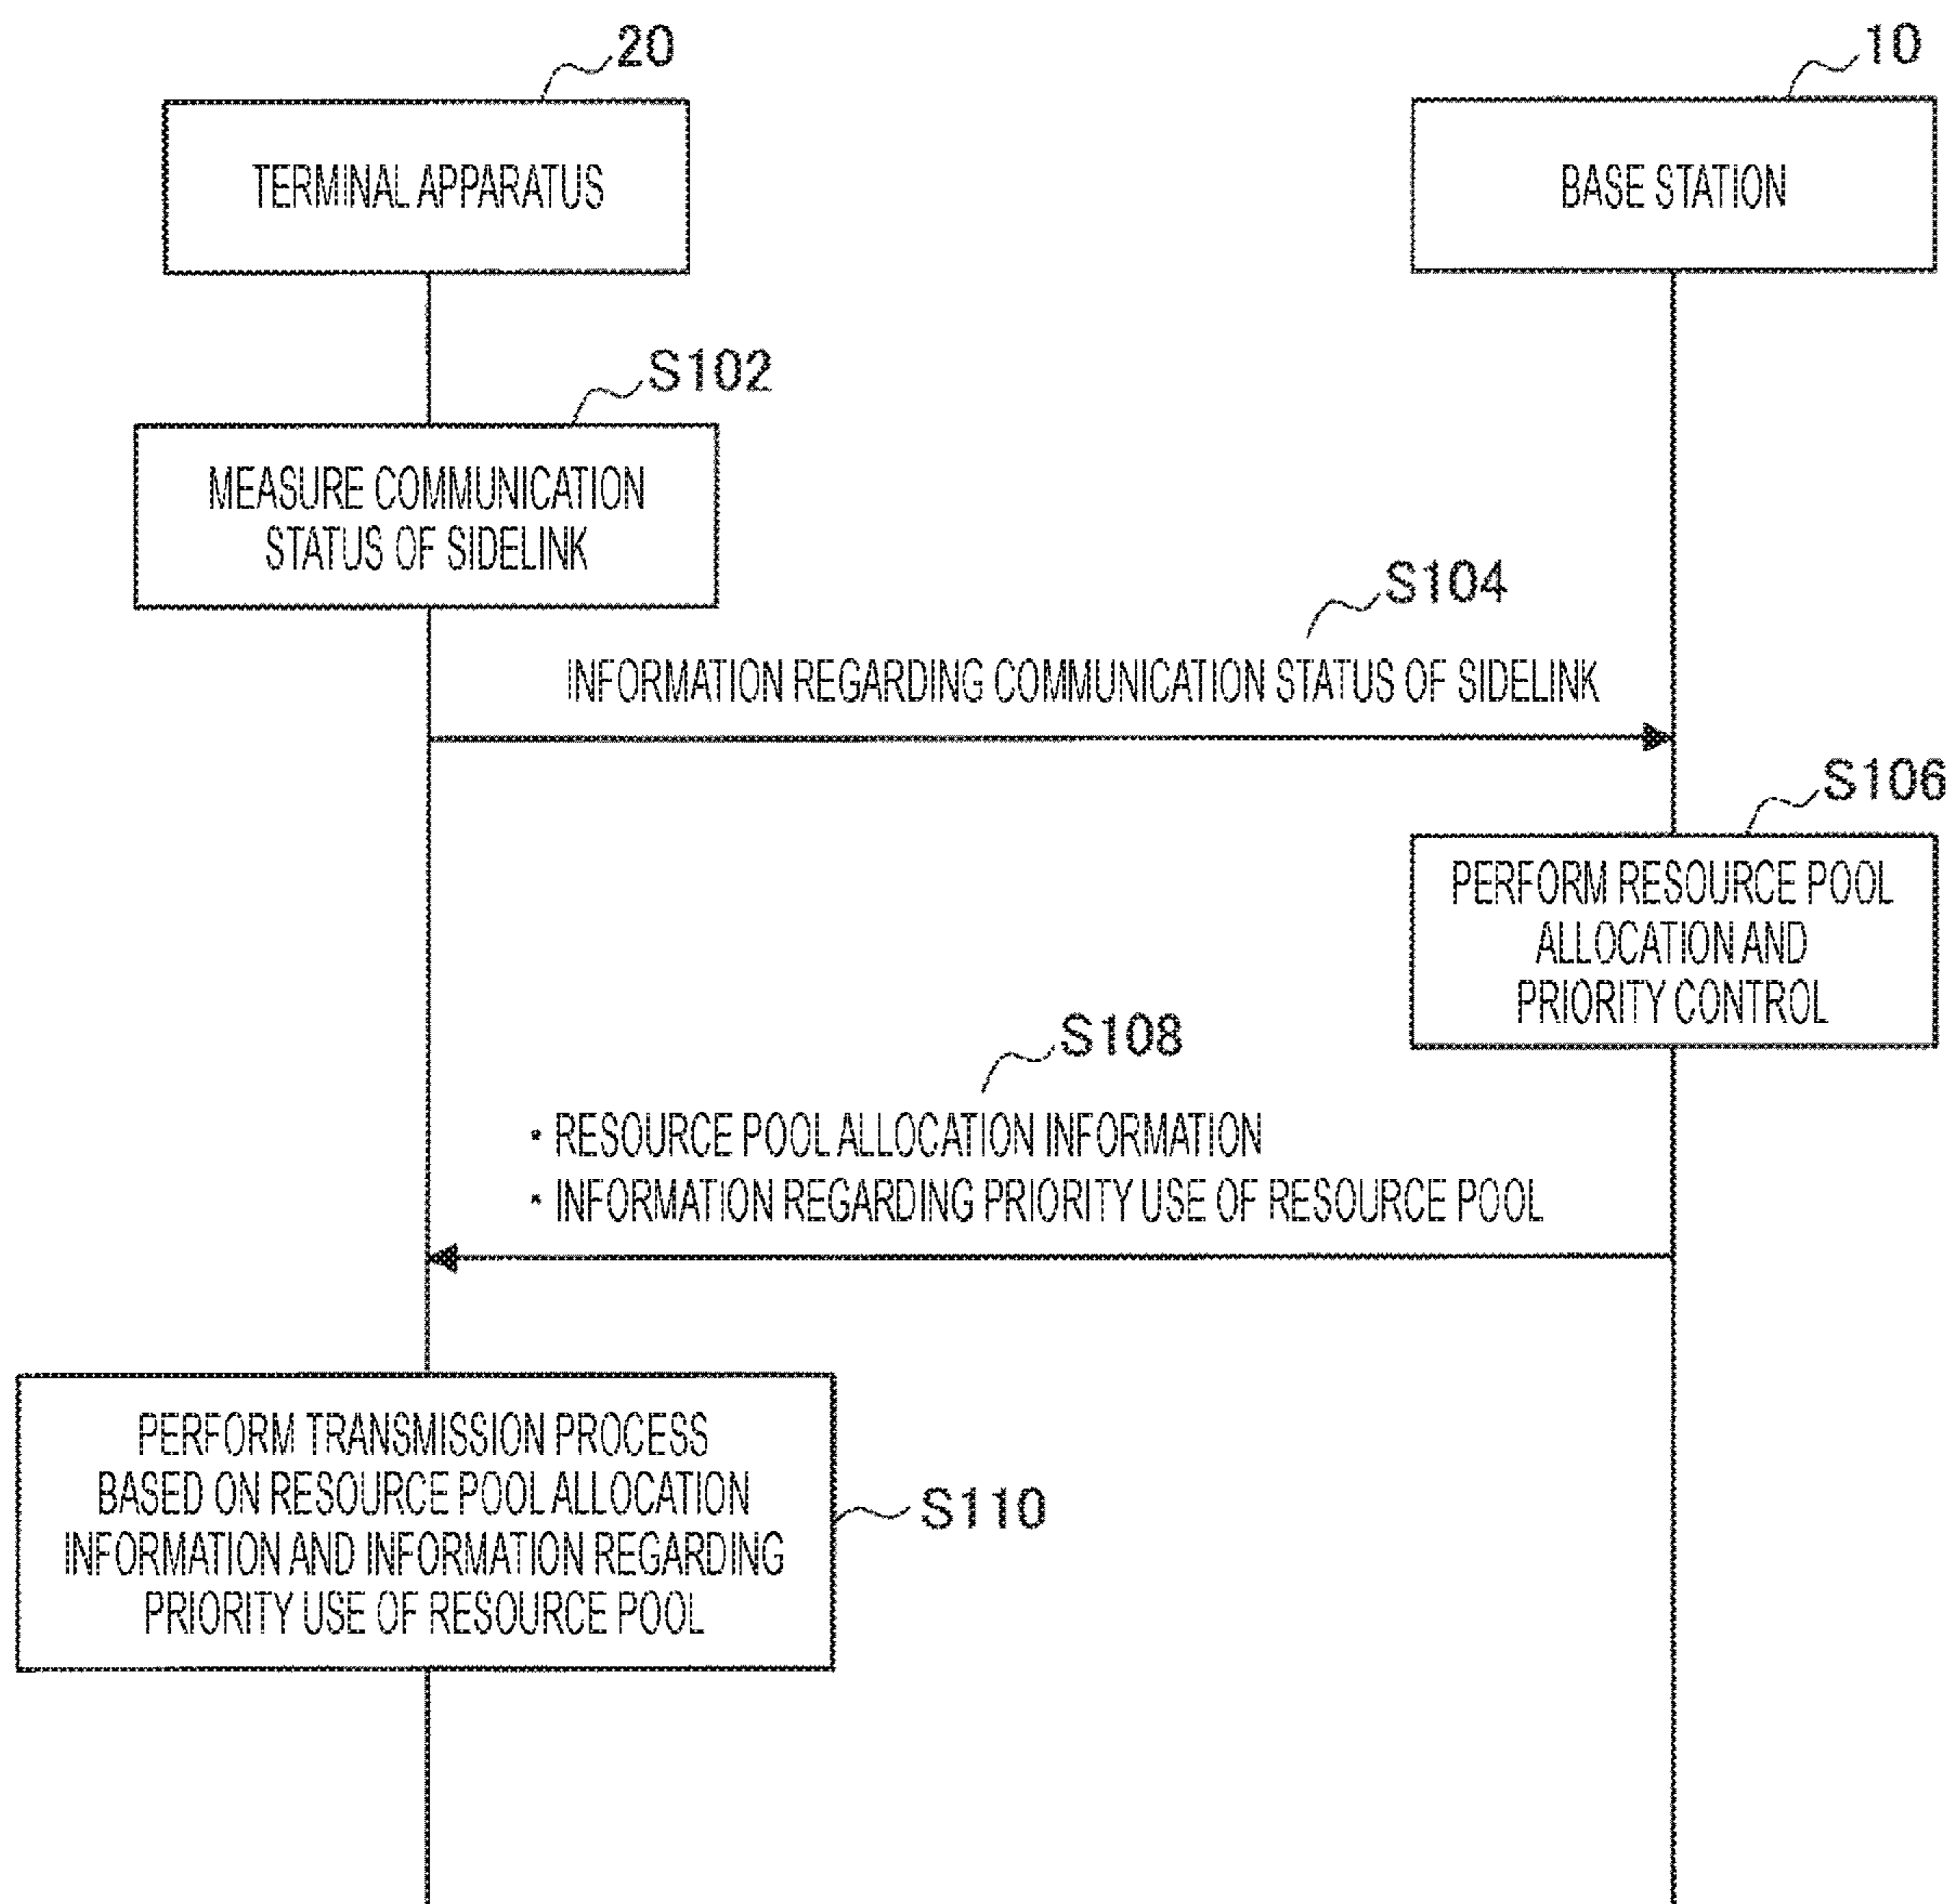 20
10
TERMINAL APPARATUS
BASE STATION
S102
MEASURE COMMUNICATION
STATUS OF SIDELINK
S104
INFORMATION REGARDING COMMUNICATION STATUS OF SIDELINK
S106
PERFORM RESOURCE POOL
ALLOCATION AND
PRIORITY CONTROL
S108
・RESOURCE POOL ALLOCATION INFORMATION
・INFORMATION REGARDING PRIORITY USE OF RESOURCE POOL
PERFORM TRANSMISSION PROCESS
BASED ON RESOURCE POOL ALLOCATION
INFORMATION AND INFORMATION REGARDING
PRIORITY USE OF RESOURCE POOL
S110